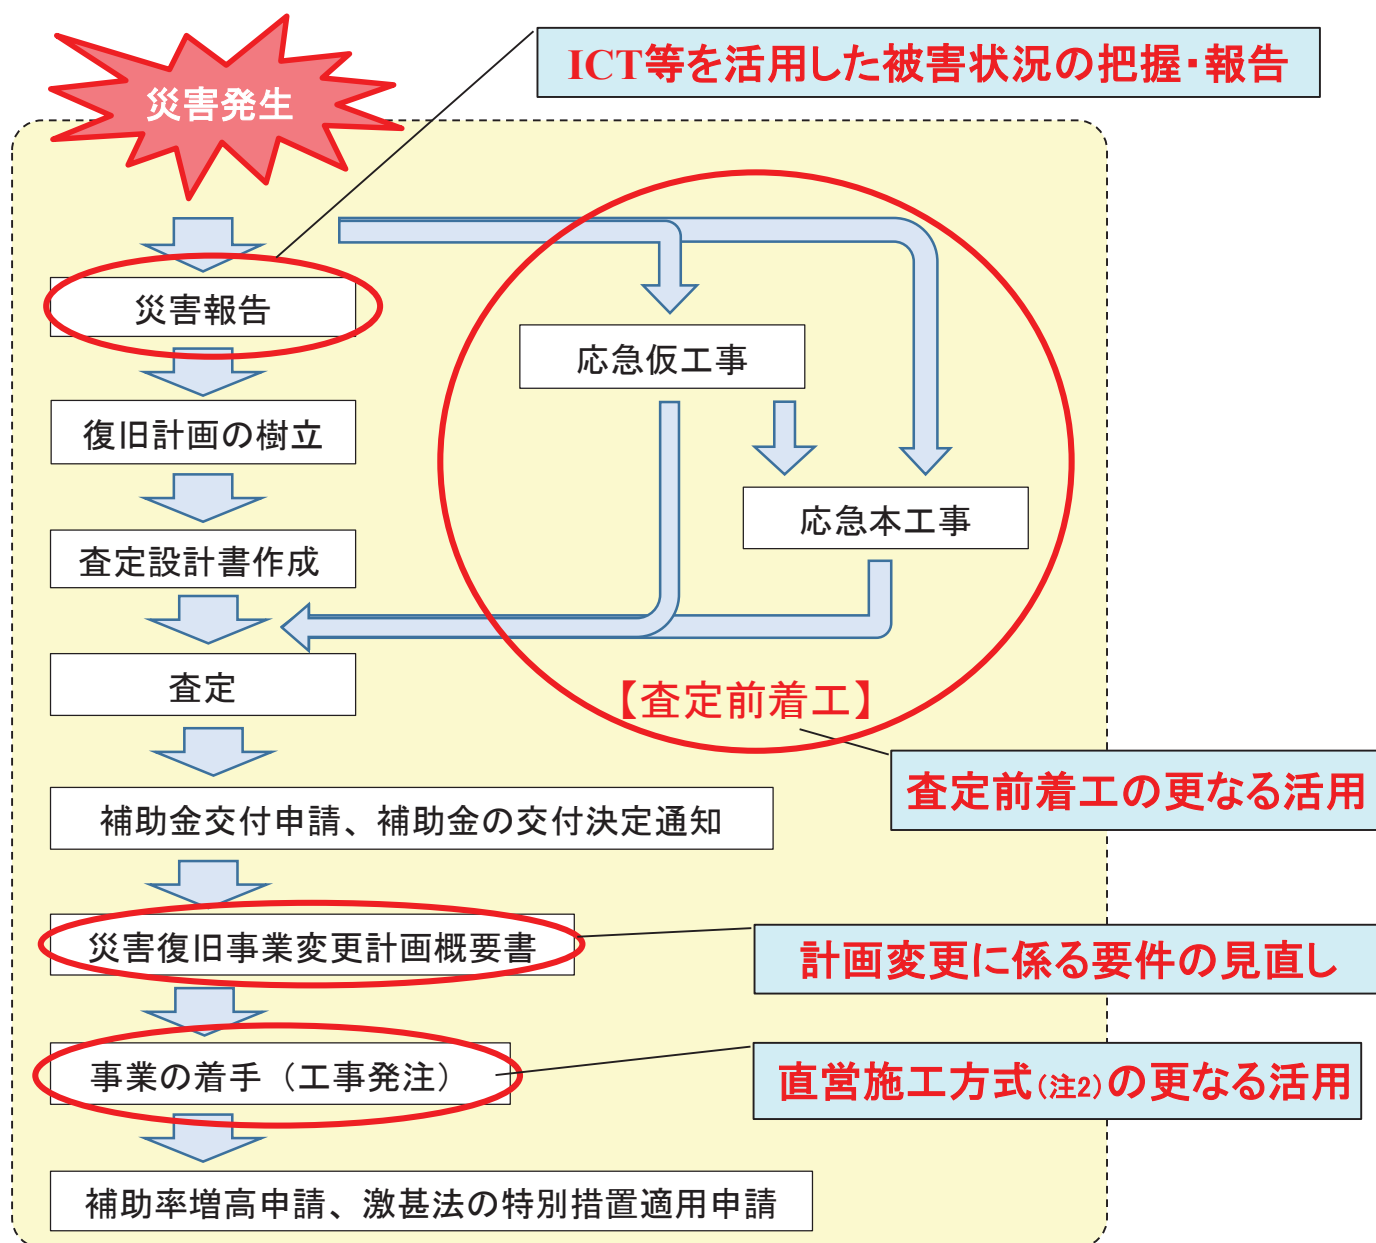 ICT等を活用した被害状況の把握・報告
災害発生
災害報告
応急仮工事
復旧計画の樹立
応急本工事
査定設計書作成
査定
【査定前着工】
査定前着工の更なる活用
補助金交付申請、補助金の交付決定通知
災害復旧事業変更計画概要書
計画変更に係る要件の見直し
事業の着手（工事発注）
直営施工方式（注2）の更なる活用
補助率増高申請、激甚法の特別措置適用申請